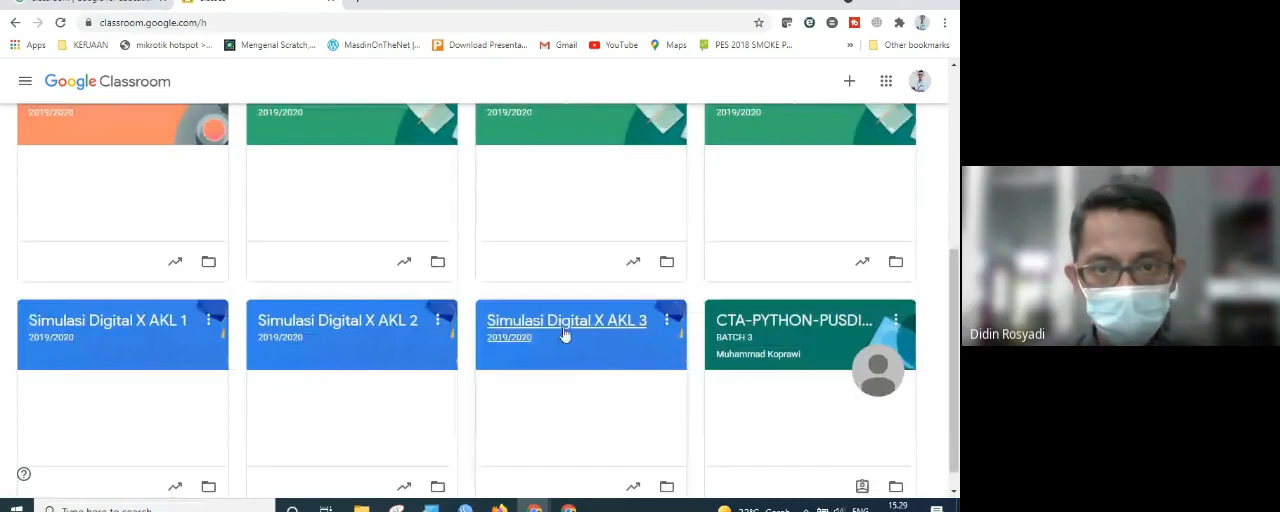 classroom.google.com/h
Apps KERJAAN mikrotik hotspot >... Mengenal Scratch,... MasdinOnTheNet |... Download Presenta... Gmail YouTube Maps PES 2018 SMOKE P... » Other bookmarks
Google Classroom
2019/2020 2019/2020 2019/2020 2019/2020
Simulasi Digital X AKL 1
2019/2020
Simulasi Digital X AKL 2
2019/2020
Simulasi Digital X AKL 3
2019/2020
CTA-PYTHON-PUSDI...
BATCH 3
Muhammad Koprawi
Didin Rosyadi
Type here to search
ENG
15.29